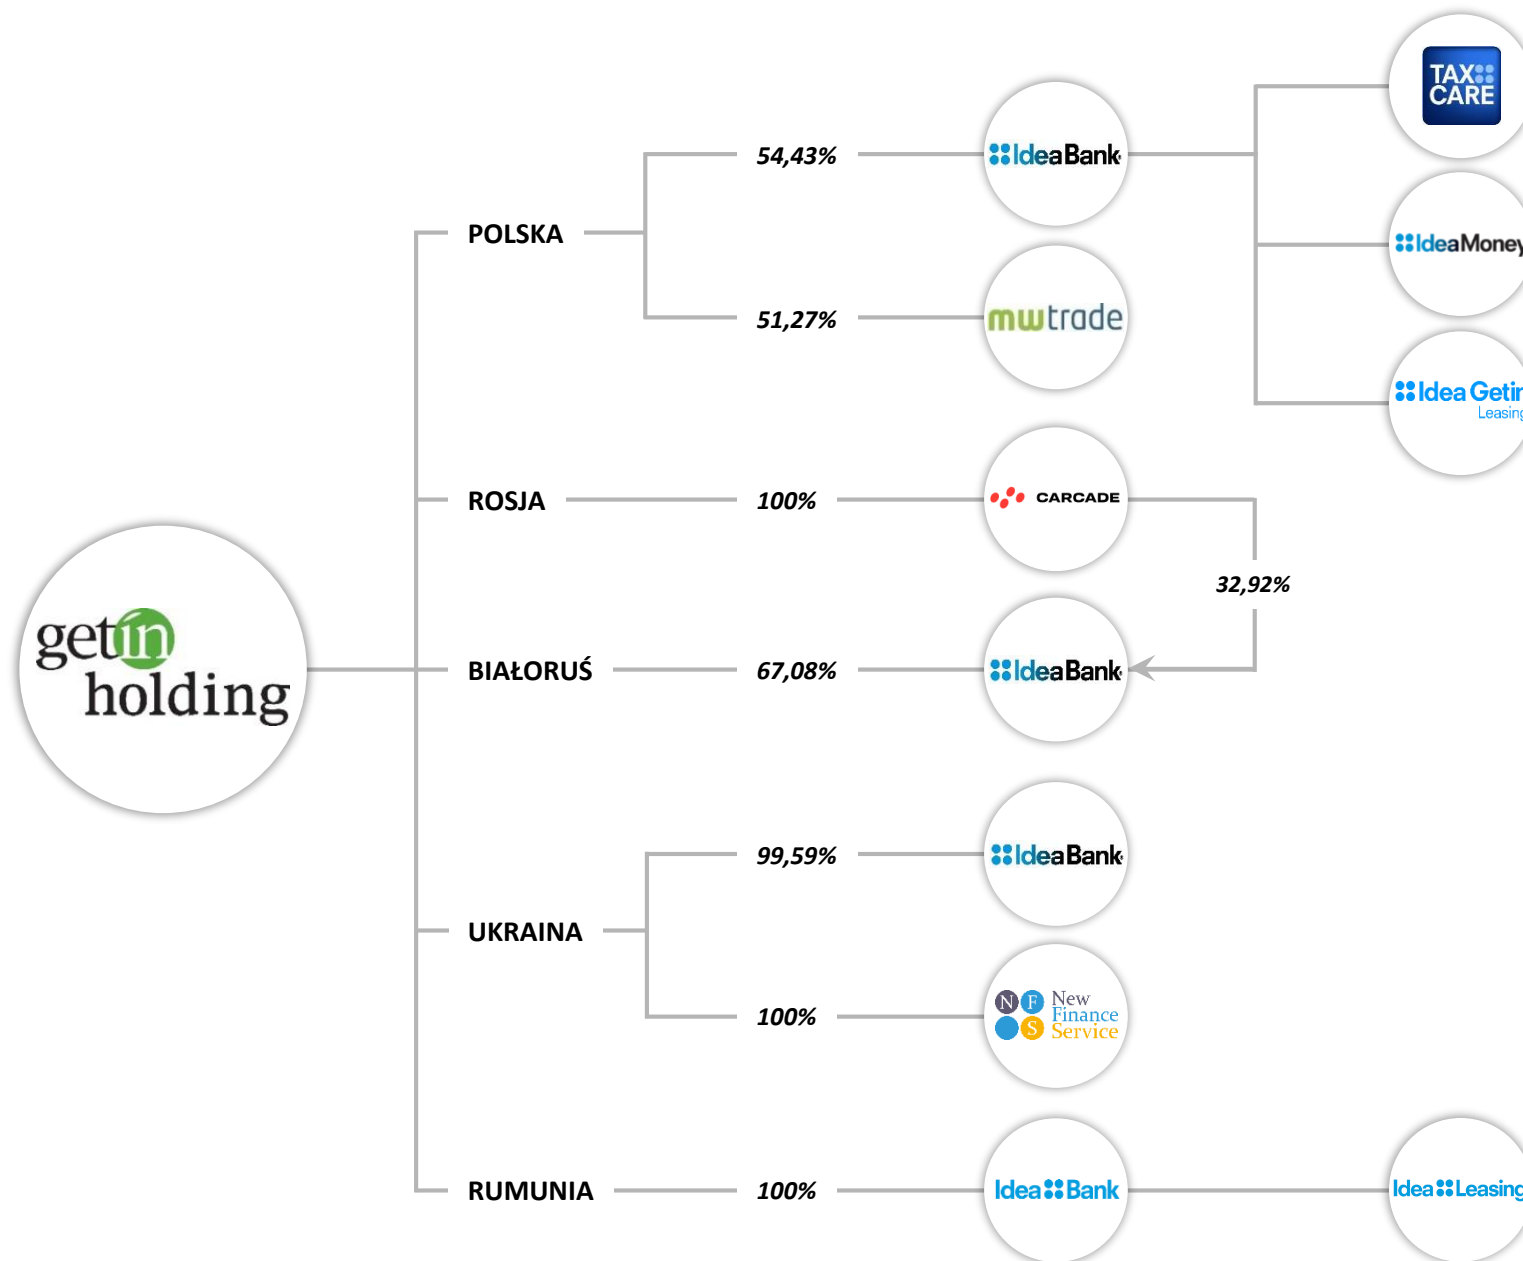 getin
holding
POLSKA
54,43%
IdeaBank
TAX
CARE
IdeaMoney
Idea Getin
Leasing
51,27%
mwtrade
ROSJA
100%
CARCADE
32,92%
BIAŁORUŚ
67,08%
IdeaBank
UKRAINA
99,59%
IdeaBank
100%
N F S
New
Finance
Service
RUMUNIA
100%
Idea Bank
Idea Leasing